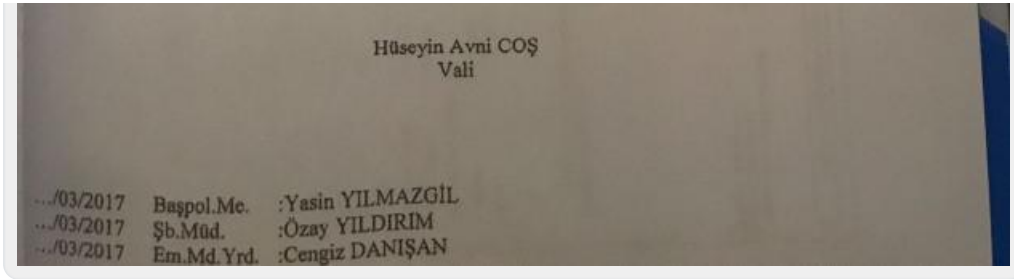 Hüseyin Avni COŞ
Vali
.../03/2017 Başpol.Me. :Yasin YILMAZGİL
.../03/2017 Şb.Müd. :Özay YILDIRIM
.../03/2017 Em.Md.Yrd. :Cengiz DANIŞAN